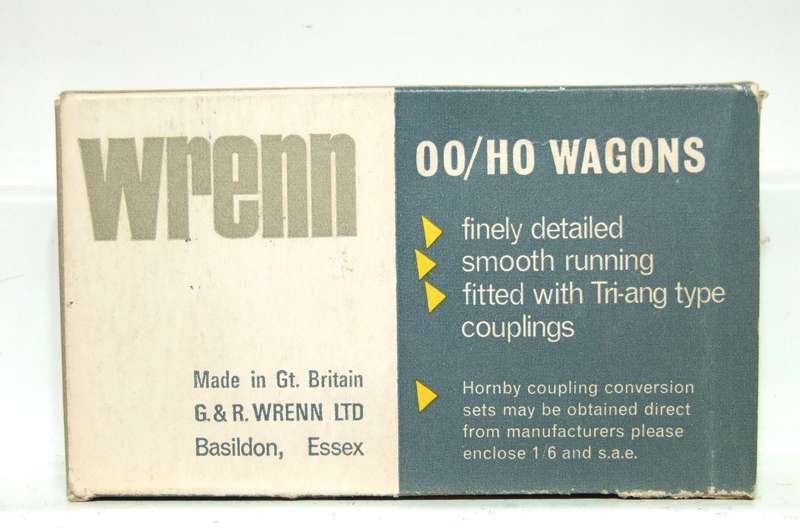 wrenn
Made in Gt. Britain
G. & R. WRENN LTD
Basildon, Essex
OO/HO WAGONS
finely detailed
smooth running
fitted with Tri-ang type
couplings
Hornby coupling conversion
sets may be obtained direct
from manufacturers please
enclose 1/6 and s.a.e.